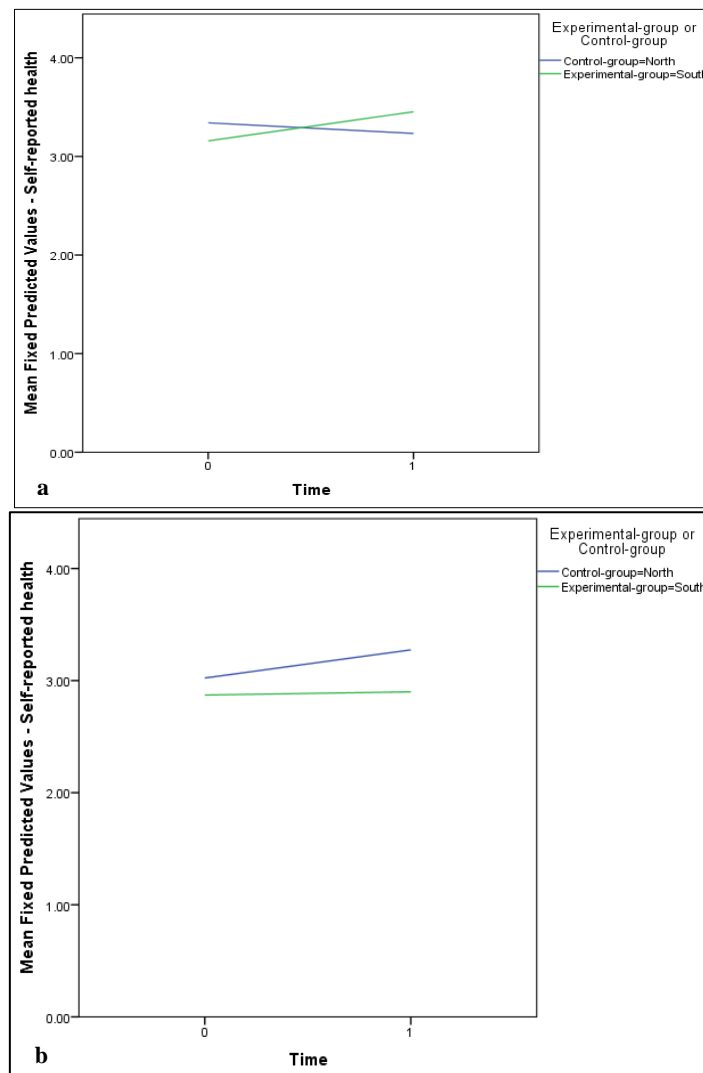 Experimental-group or
Control-group
Control-group=North
Experimental-group=South
Mean Fixed Predicted Values - Self-reported health
4.00
3.00
2.00
1.00
0.00
0
1
Time
a
Experimental-group or
Control-group
Control-group=North
Experimental-group=South
Mean Fixed Predicted Values - Self-reported health
4.00
3.00
2.00
1.00
0.00
0
1
Time
b